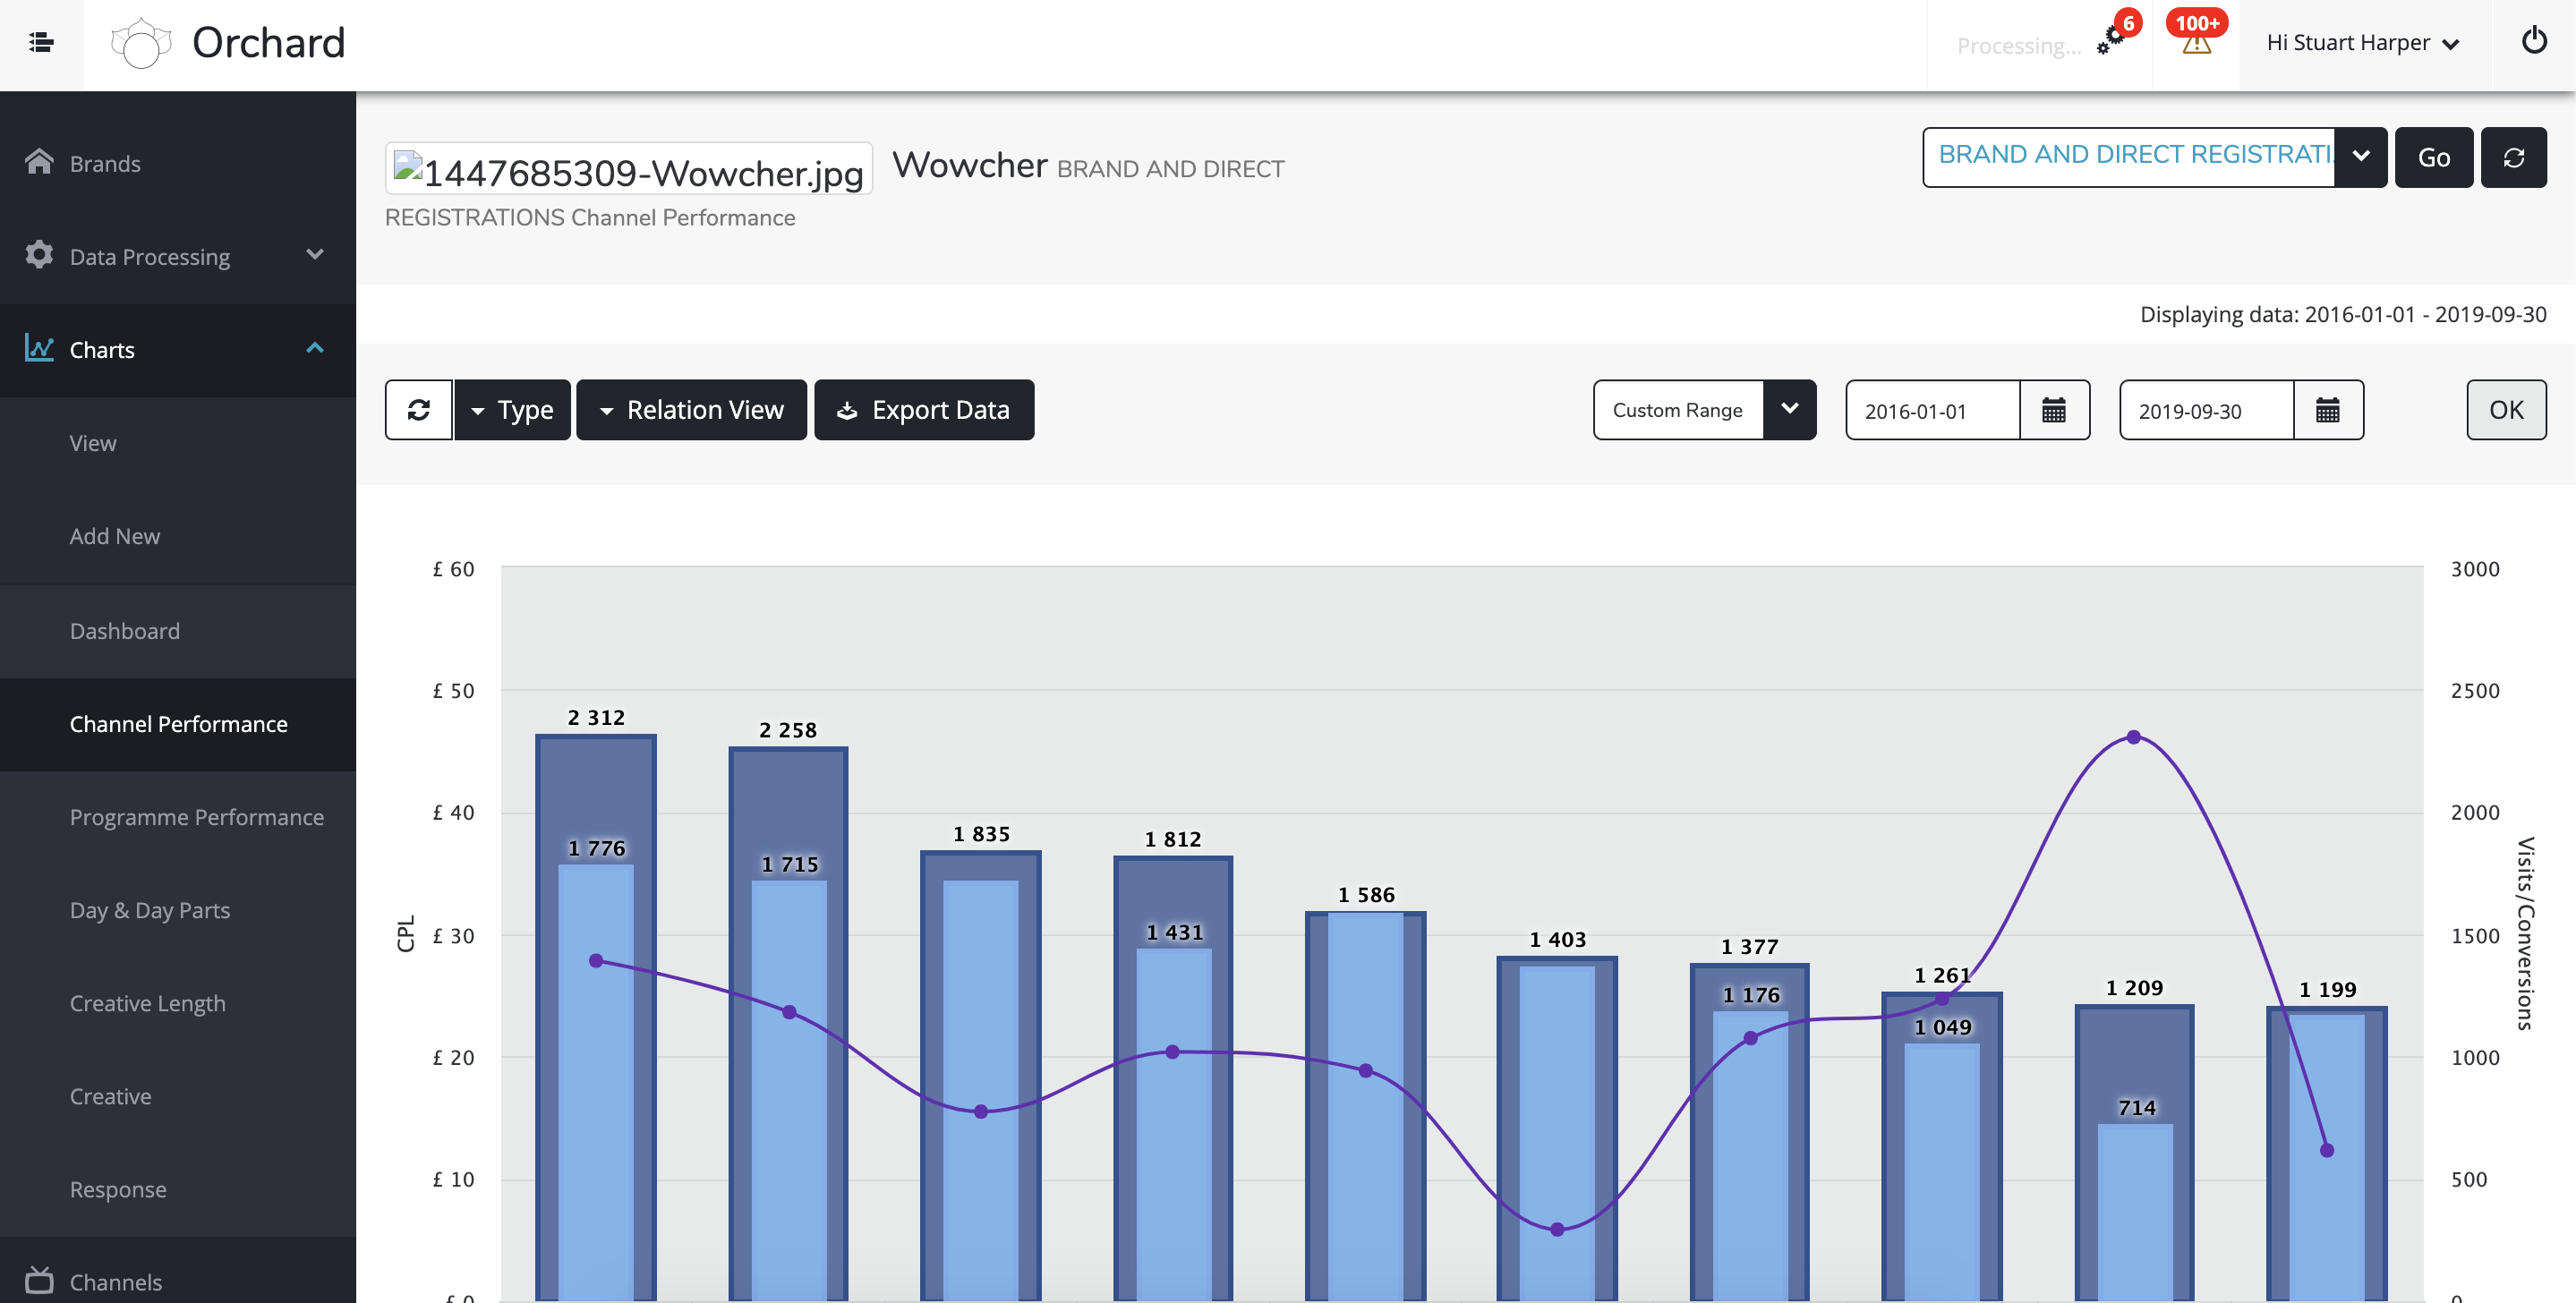 Orchard
Processing...
6
100+
Hi Stuart Harper
Brands
Data Processing
Charts
View
Add New
Dashboard
Channel Performance
Programme Performance
Day & Day Parts
Creative Length
Creative
Response
Channels
1447685309-Wowcher.jpg Wowcher BRAND AND DIRECT
REGISTRATIONS Channel Performance
BRAND AND DIRECT REGISTRATI
Go
Displaying data: 2016-01-01 - 2019-09-30
Type
Relation View
Export Data
Custom Range
2016-01-01
2019-09-30
OK
£ 60
£ 50
£ 40
£ 30
£ 20
£ 10
£ 0
CPL
2 312
1 776
2 258
1 715
1 835
1 812
1 431
1 586
1 403
1 377
1 176
1 261
1 049
1 209
714
1 199
3000
2500
2000
1500
1000
500
0
Visits/Conversions